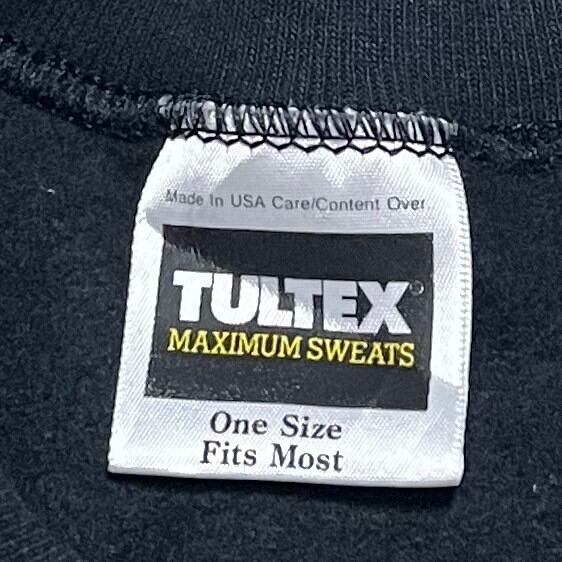 Made In USA Care/Content Over
TULTEX®
MAXIMUM SWEATS
One Size
Fits Most